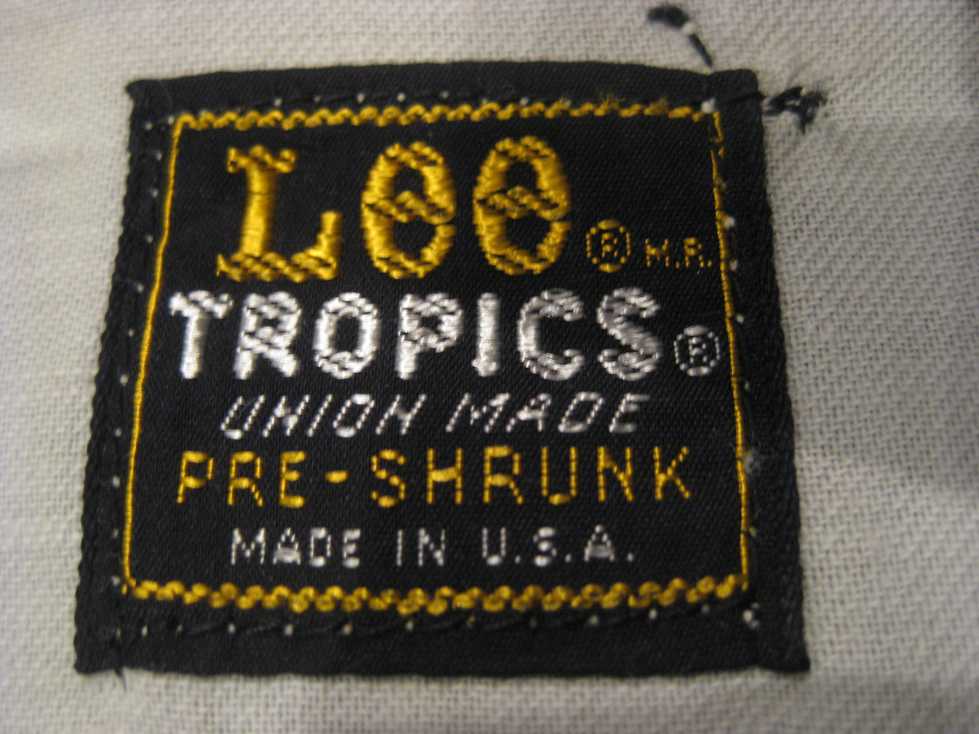 Lee ® M.R.
TROPICS ®
UNION MADE
PRE-SHRUNK
MADE IN U.S.A.